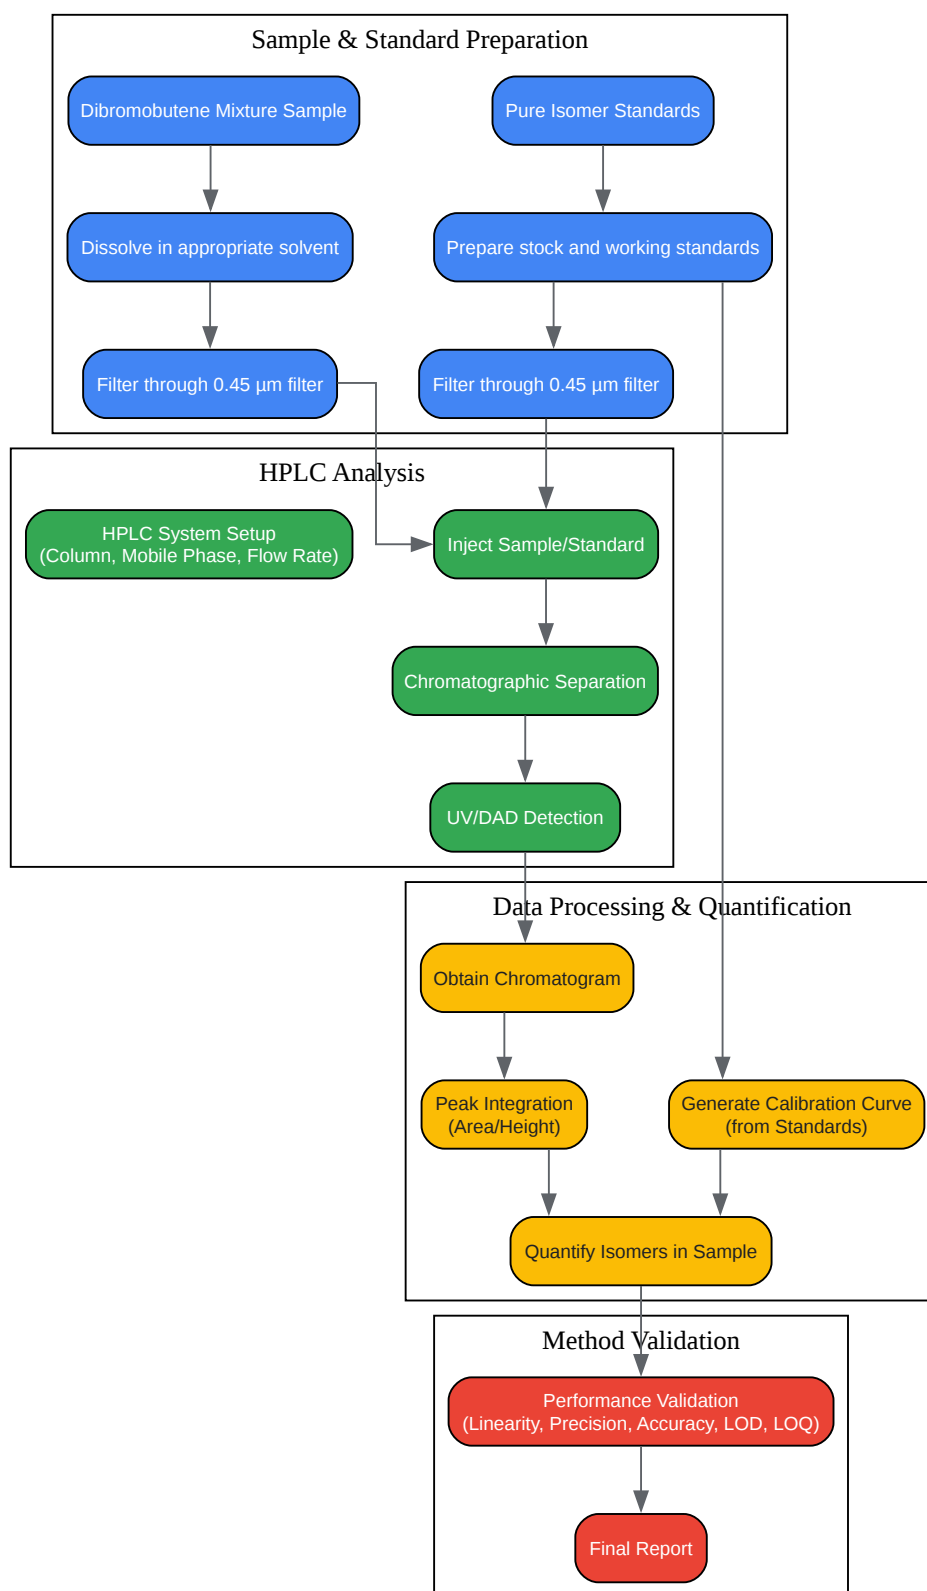 Sample & Standard Preparation
Dibromobutene Mixture Sample
Pure Isomer Standards
Dissolve in appropriate solvent
Prepare stock and working standards
Filter through 0.45 µm filter
Filter through 0.45 µm filter
HPLC Analysis
HPLC System Setup
(Column, Mobile Phase, Flow Rate)
Inject Sample/Standard
Chromatographic Separation
UV/DAD Detection
Data Processing & Quantification
Obtain Chromatogram
Peak Integration
(Area/Height)
Generate Calibration Curve
(from Standards)
Quantify Isomers in Sample
Method Validation
Performance Validation
(Linearity, Precision, Accuracy, LOD, LOQ)
Final Report